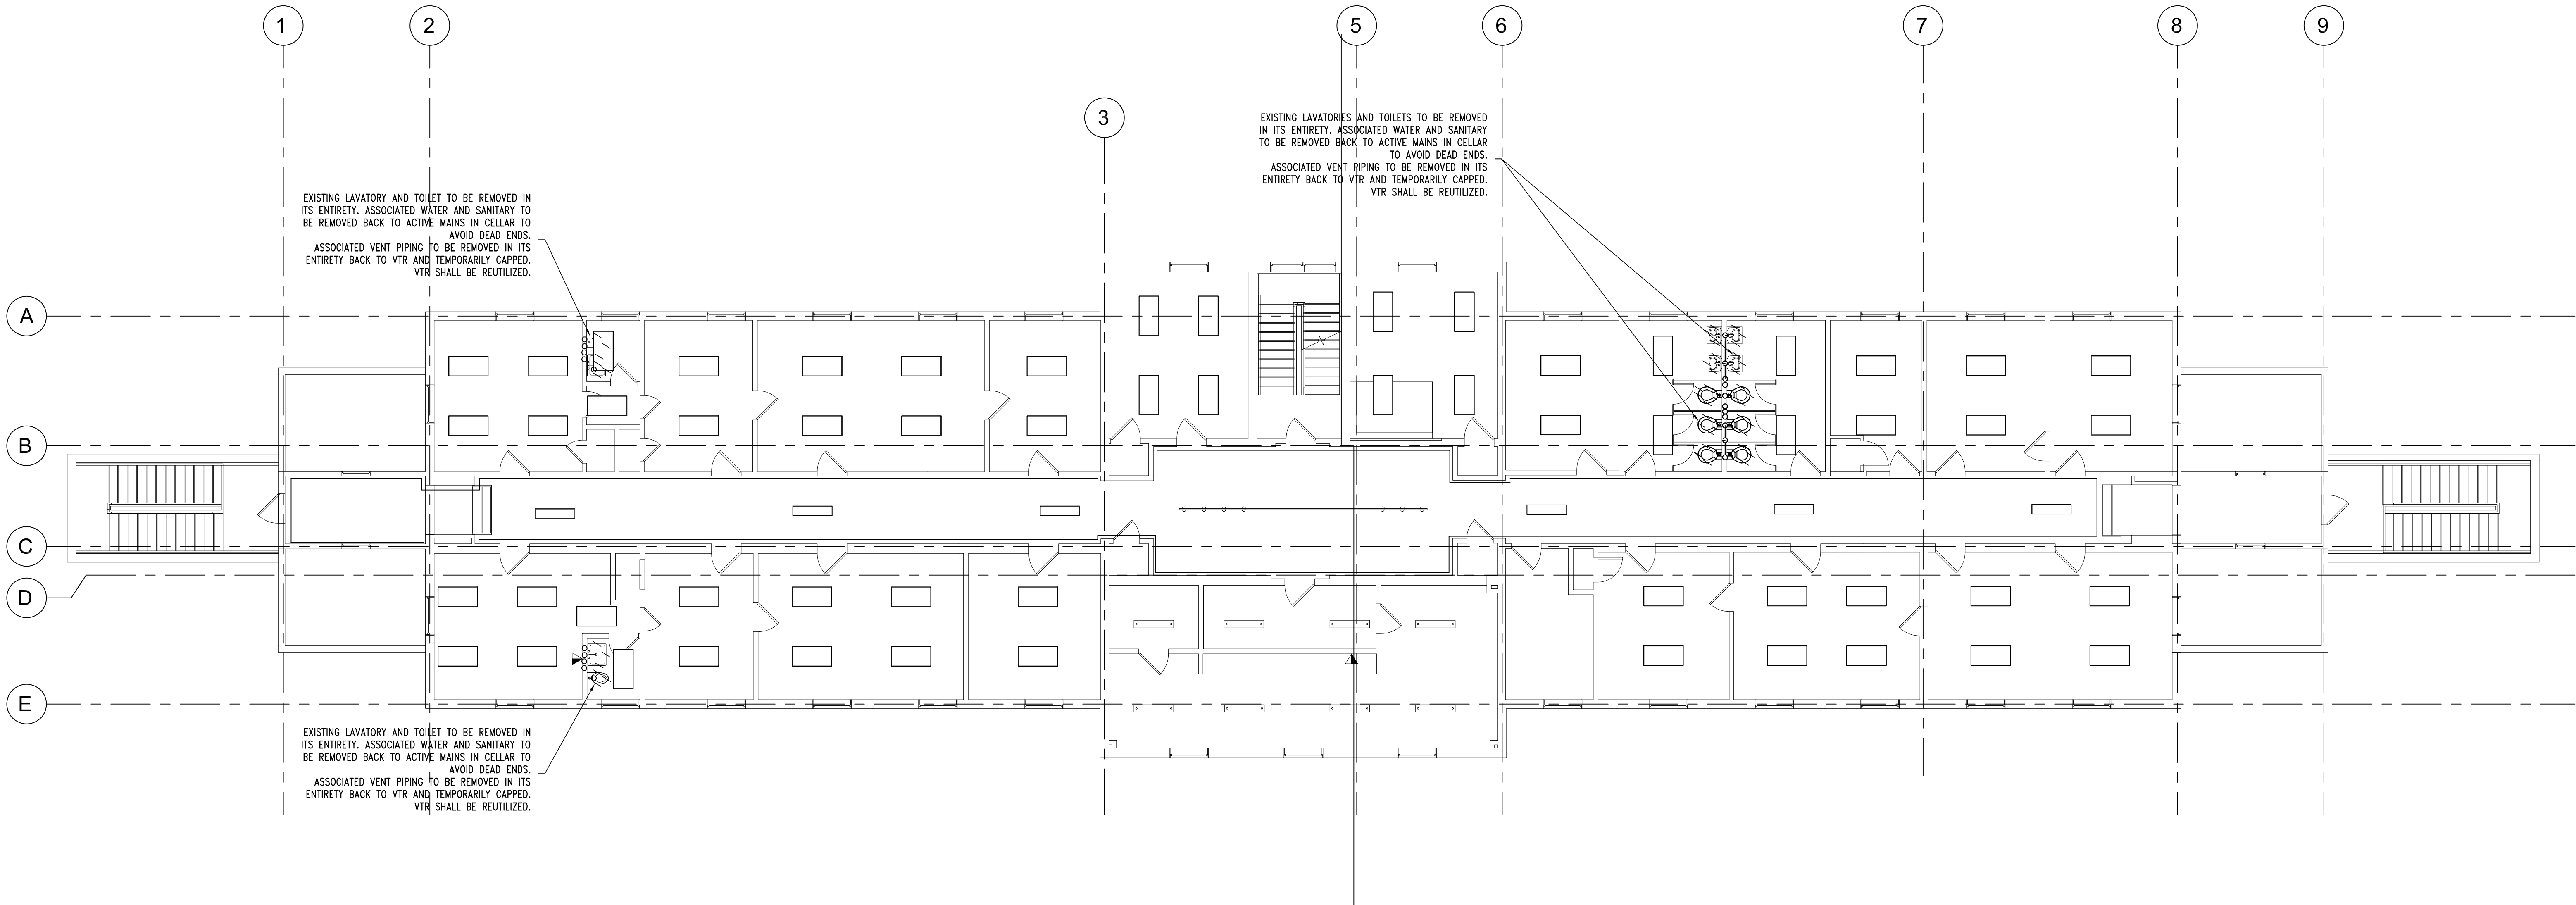 1
2
5
6
7
8
9
3
EXISTING LAVATORIES AND TOILETS TO BE REMOVED
IN ITS ENTIRETY. ASSOCIATED WATER AND SANITARY
TO BE REMOVED BACK TO ACTIVE MAINS IN CELLAR
TO AVOID DEAD ENDS.
ASSOCIATED VENT PIPING TO BE REMOVED IN ITS
ENTIRETY BACK TO VTR AND TEMPORARILY CAPPED.
VTR SHALL BE REUTILIZED.
EXISTING LAVATORY AND TOILET TO BE REMOVED IN
ITS ENTIRETY. ASSOCIATED WATER AND SANITARY TO
BE REMOVED BACK TO ACTIVE MAINS IN CELLAR TO
AVOID DEAD ENDS.
ASSOCIATED VENT PIPING TO BE REMOVED IN ITS
ENTIRETY BACK TO VTR AND TEMPORARILY CAPPED.
VTR SHALL BE REUTILIZED.
A
B
C
D
E
EXISTING LAVATORY AND TOILET TO BE REMOVED IN
ITS ENTIRETY. ASSOCIATED WATER AND SANITARY TO
BE REMOVED BACK TO ACTIVE MAINS IN CELLAR TO
AVOID DEAD ENDS.
ASSOCIATED VENT PIPING TO BE REMOVED IN ITS
ENTIRETY BACK TO VTR AND TEMPORARILY CAPPED.
VTR SHALL BE REUTILIZED.